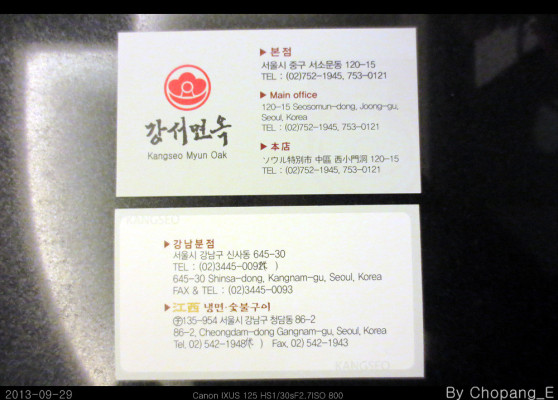 강서면옥
Kangseo Myun Oak
▶ 본점
서울시 중구 서소문동 120-15
TEL : (02)752-1945, 753-0121
▶ Main office
120-15 Seosomun-dong, Joong-gu,
Seoul, Korea
TEL : (02)752-1945, 753-0121
▶ 本店
ソウル特別市 中區 西小門洞 120-15
TEL : (02)752-1945, 753-0121
KANGSEO
▶ 강남분점
서울시 강남구 신사동 645-30
TEL : (02)3445-0092
645-30 Shinsa-dong, Kangnam-gu, Seoul, Korea
FAX & TEL : (02)3445-0093
▶ 江西 냉면·숯불구이
㉾135-954 서울시 강남구 청담동 86-2
86-2, Cheongdam-dong Gangnam-gu, Seoul, Korea
Tel. 02) 542-1948 Fax. 02) 542-1943
KANGSEO
2013-09-29
Canon IXUS 125 HS1/30sF2.7ISO 800
By Chopang_E